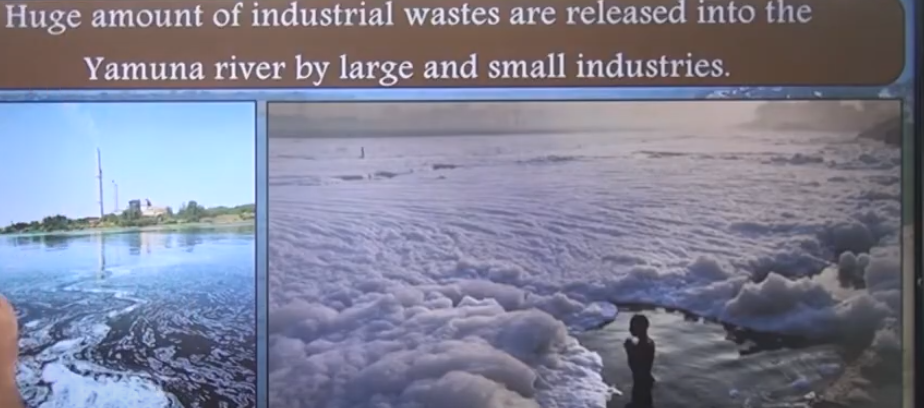 Huge amount of industrial wastes are released into the
Yamuna river by large and small industries.